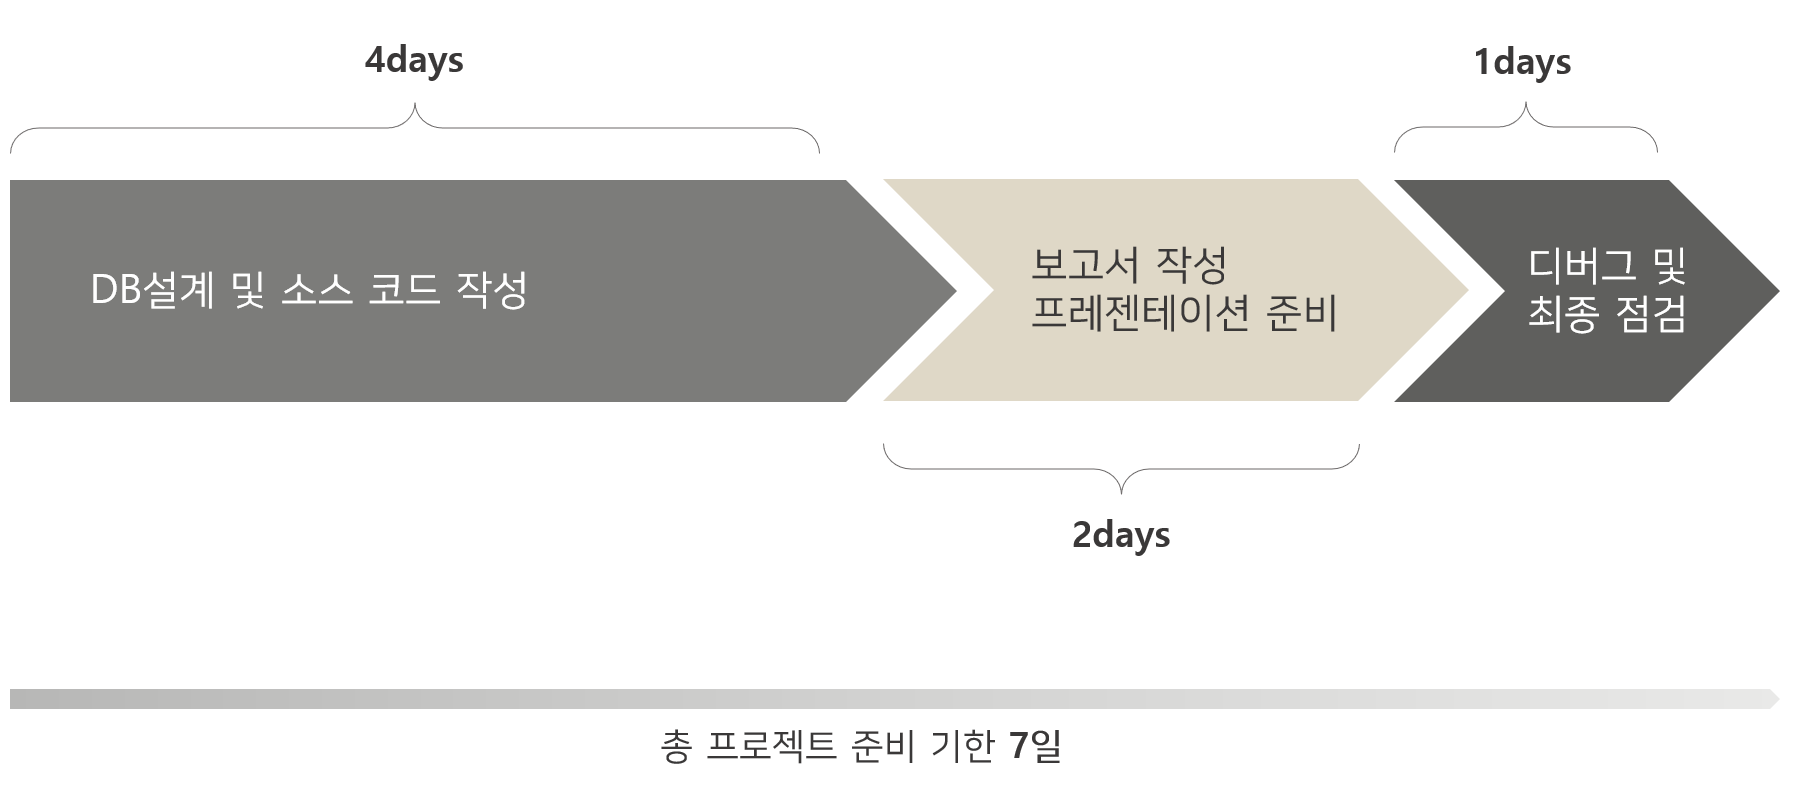 4days
1days
DB설계 및 소스 코드 작성
보고서 작성
프레젠테이션 준비
디버그 및
최종 점검
2days
총 프로젝트 준비 기한 7일